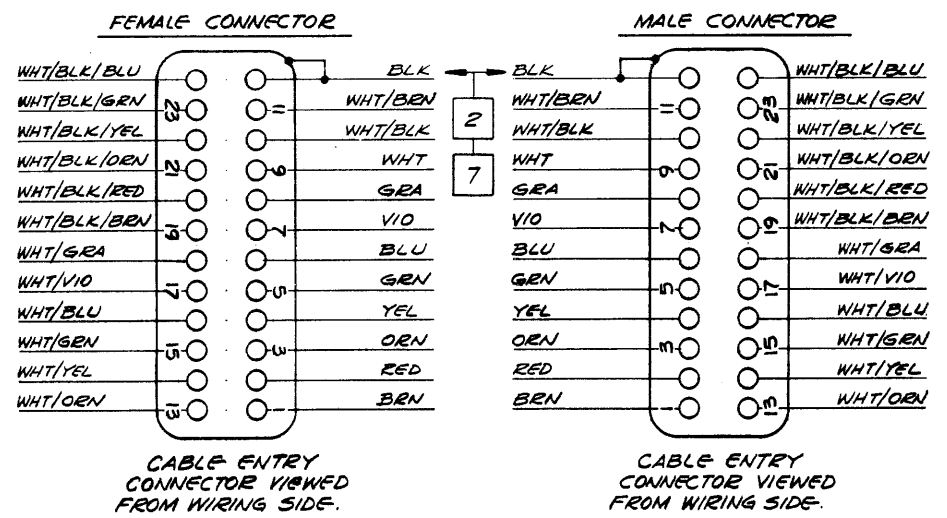 FEMALE CONNECTOR
WHT/BLK/BLU
BLK
WHT/BLK/GRN
23
11
WHT/BRN
WHT/BLK/YEL
WHT/BLK
WHT/BLK/ORN
21
9
WHT
WHT/BLK/RED
GRA
WHT/BLK/BRN
19
7
VIO
WHT/GRA
BLU
WHT/VIO
17
5
GRN
WHT/BLU
YEL
WHT/GRN
15
3
ORN
WHT/YEL
RED
WHT/ORN
13
1
BRN
CABLE ENTRY
CONNECTOR VIEWED
FROM WIRING SIDE.
2
7
MALE CONNECTOR
BLK
WHT/BLK/BLU
WHT/BRN
11
23
WHT/BLK/GRN
WHT/BLK
WHT/BLK/YEL
WHT
9
21
WHT/BLK/ORN
GRA
WHT/BLK/RED
VIO
7
19
WHT/BLK/BRN
BLU
WHT/GRA
GRN
5
17
WHT/VIO
YEL
WHT/BLU
ORN
3
15
WHT/GRN
RED
WHT/YEL
BRN
1
13
WHT/ORN
CABLE ENTRY
CONNECTOR VIEWED
FROM WIRING SIDE.